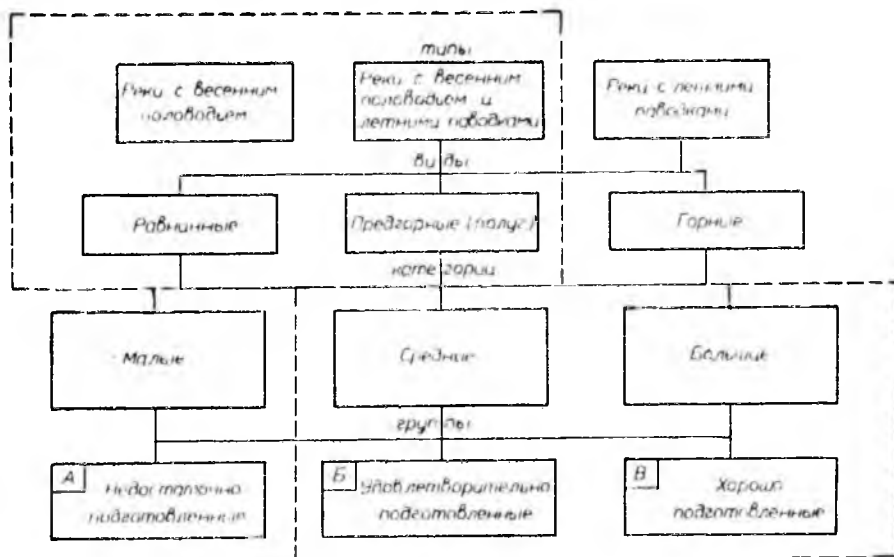 типы
Реки с весенним
половодьем
Реки с весенним
половодьем и
летними паводками
Реки с летними
паводками
виды
Равнинные
Предгорные (полуг.)
Горные
категории
Малые
Средние
Большие
группы
А
Недостаточно
подготовленные
Б
Удовлетворительно
подготовленные
В
Хорошо
подготовленные